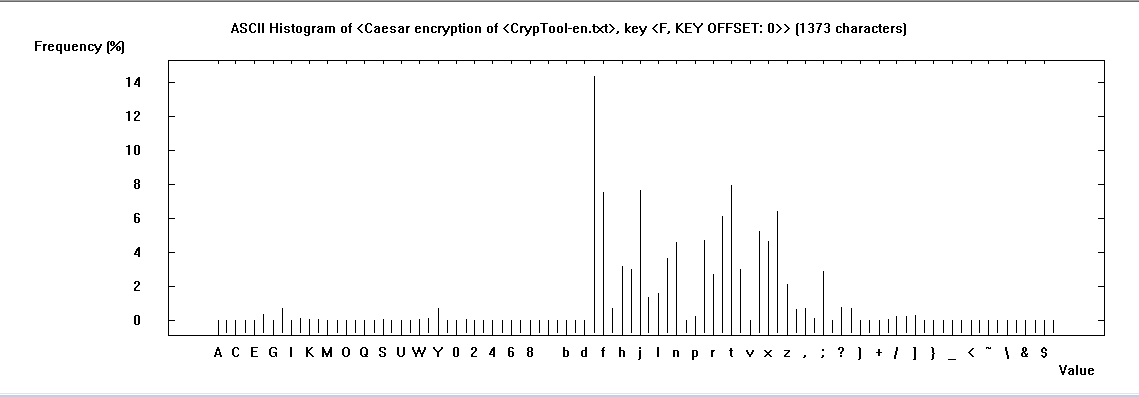 ASCII Histogram of <Caesar encryption of <CrypTool-en.txt>, key <F, KEY OFFSET: 0>> (1373 characters)
Frequency (%)
14
12
10
8
6
4
2
0
A C E G I K M O Q S U W Y 0 2 4 6 8 b d f h j l n p r t v x z , ; ? ) + / ] } _ < ~ \ & $
Value